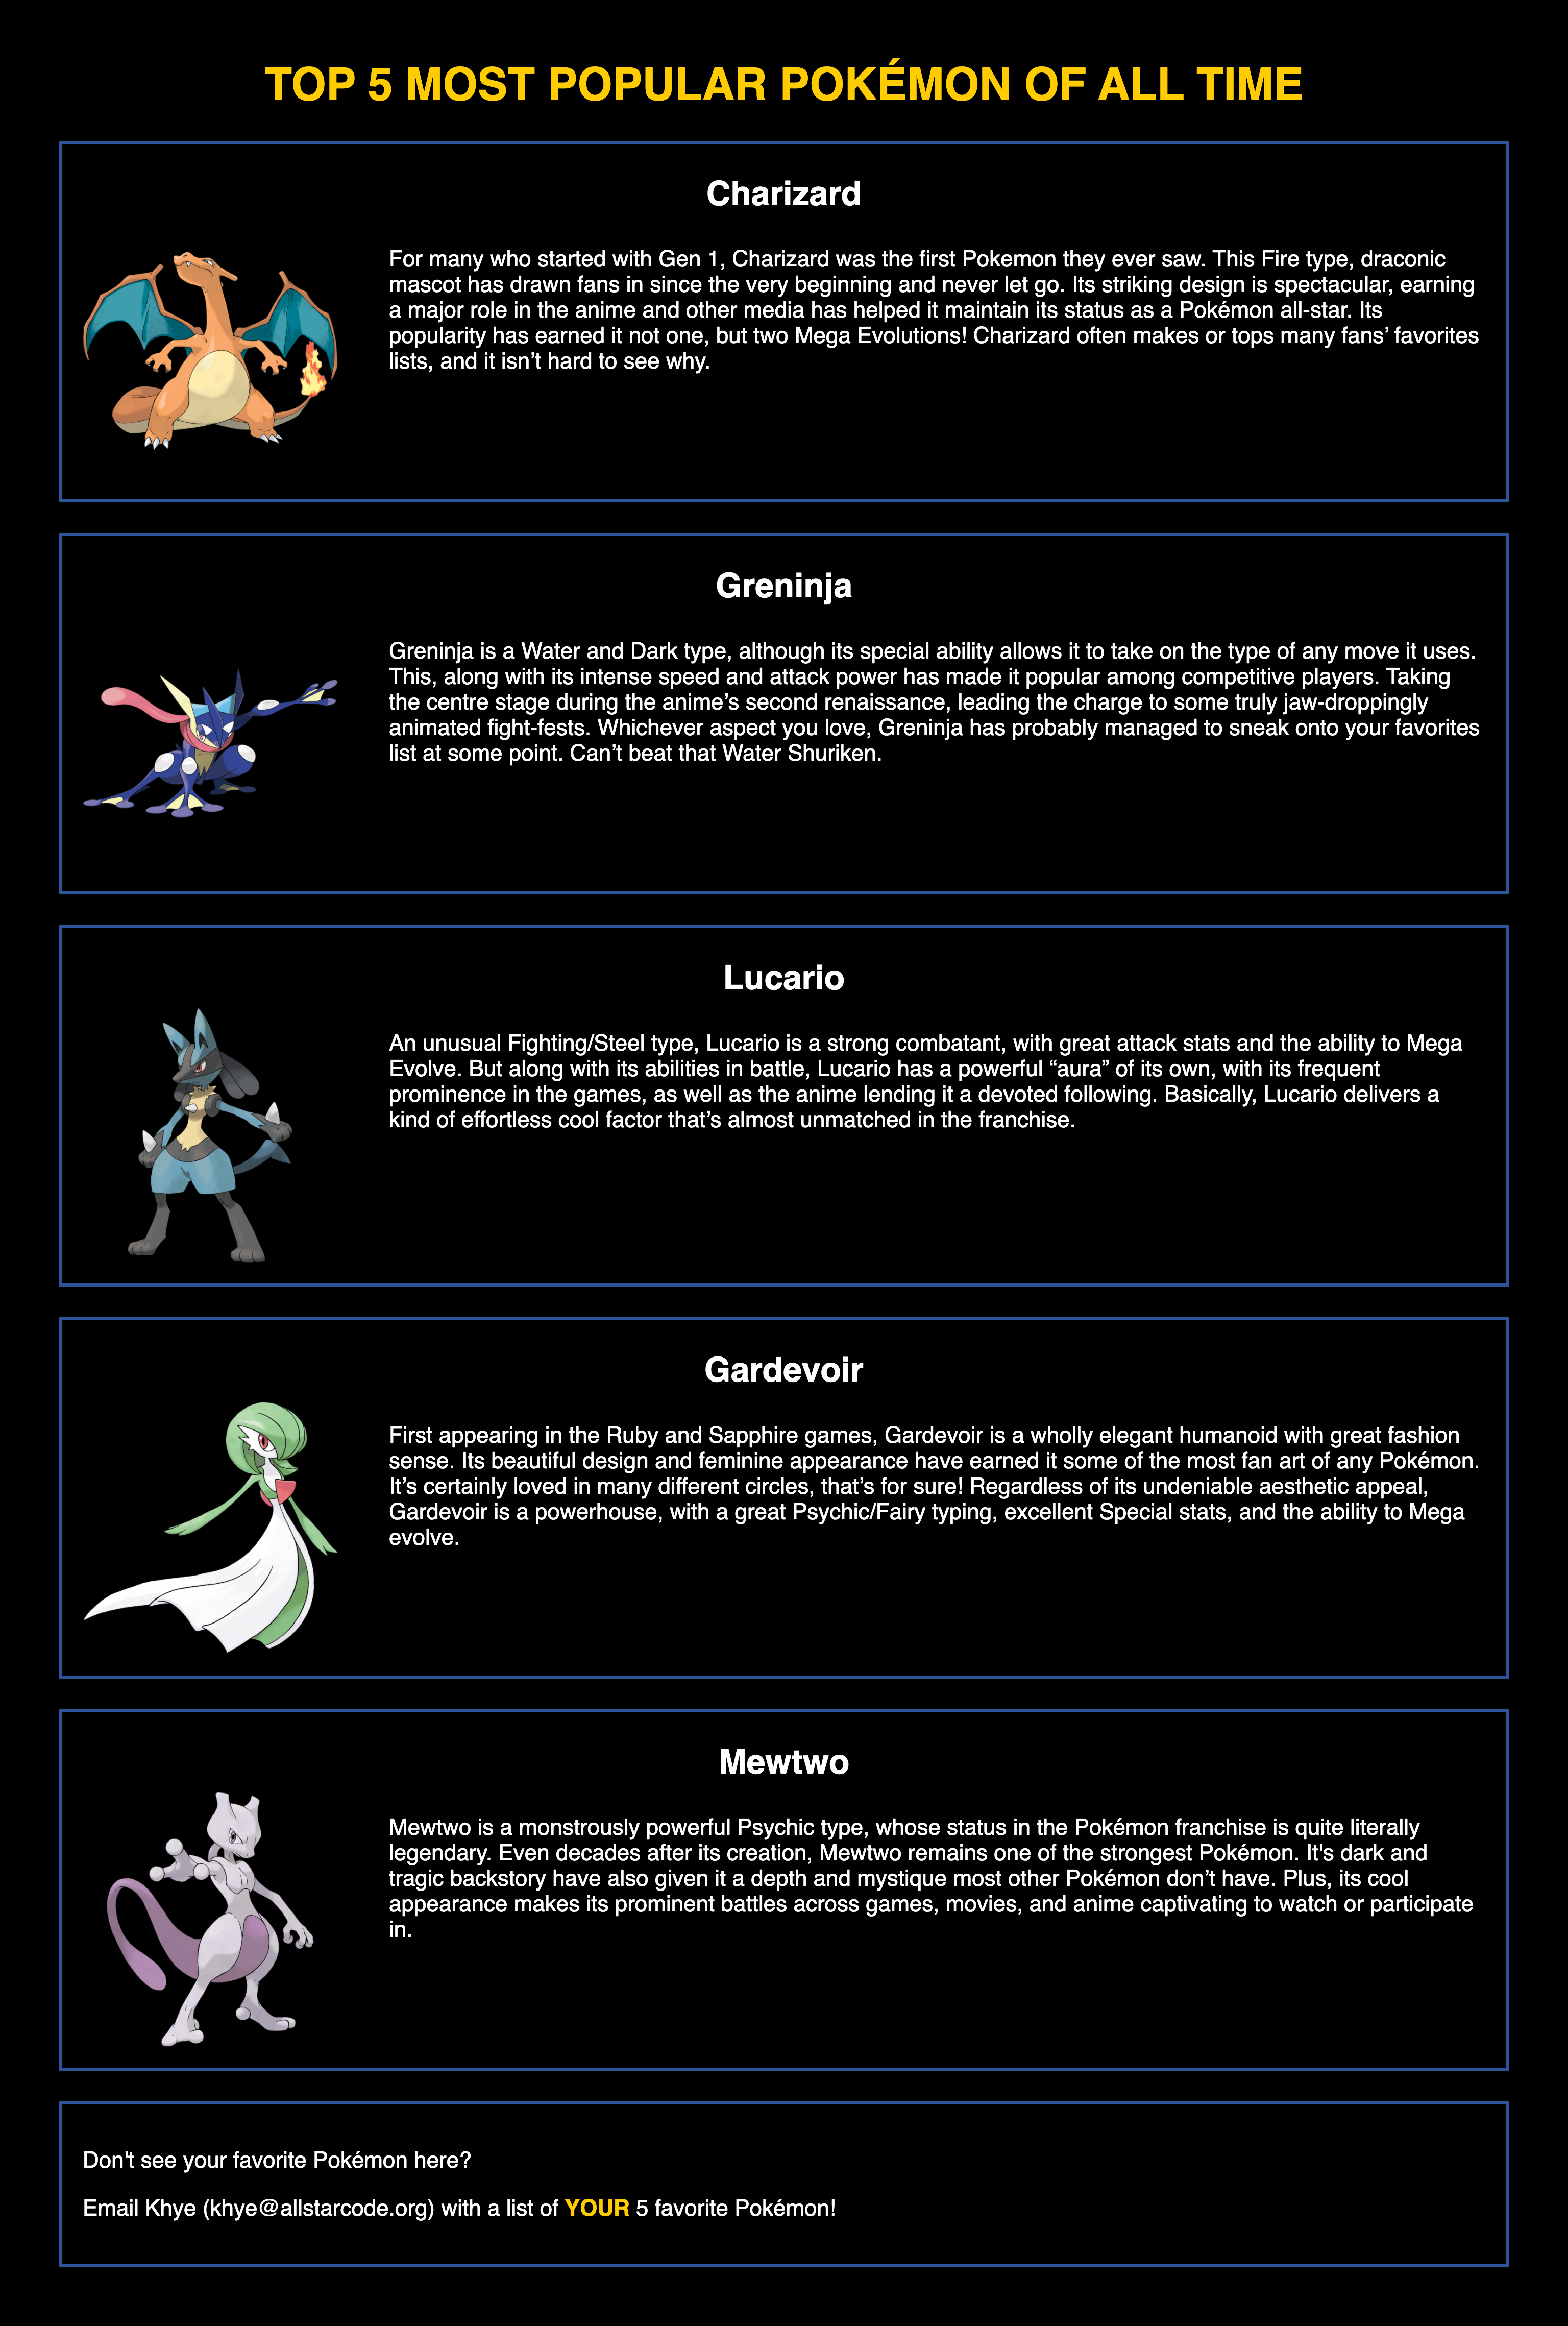 TOP 5 MOST POPULAR POKÉMON OF ALL TIME
Charizard
For many who started with Gen 1, Charizard was the first Pokemon they ever saw. This Fire type, draconic
mascot has drawn fans in since the very beginning and never let go. Its striking design is spectacular, earning
a major role in the anime and other media has helped it maintain its status as a Pokémon all-star. Its
popularity has earned it not one, but two Mega Evolutions! Charizard often makes or tops many fans’ favorites
lists, and it isn’t hard to see why.
Greninja
Greninja is a Water and Dark type, although its special ability allows it to take on the type of any move it uses.
This, along with its intense speed and attack power has made it popular among competitive players. Taking
the centre stage during the anime’s second renaissance, leading the charge to some truly jaw-droppingly
animated fight-fests. Whichever aspect you love, Greninja has probably managed to sneak onto your favorites
list at some point. Can’t beat that Water Shuriken.
Lucario
An unusual Fighting/Steel type, Lucario is a strong combatant, with great attack stats and the ability to Mega
Evolve. But along with its abilities in battle, Lucario has a powerful “aura” of its own, with its frequent
prominence in the games, as well as the anime lending it a devoted following. Basically, Lucario delivers a
kind of effortless cool factor that’s almost unmatched in the franchise.
Gardevoir
First appearing in the Ruby and Sapphire games, Gardevoir is a wholly elegant humanoid with great fashion
sense. Its beautiful design and feminine appearance have earned it some of the most fan art of any Pokémon.
It’s certainly loved in many different circles, that’s for sure! Regardless of its undeniable aesthetic appeal,
Gardevoir is a powerhouse, with a great Psychic/Fairy typing, excellent Special stats, and the ability to Mega
evolve.
Mewtwo
Mewtwo is a monstrously powerful Psychic type, whose status in the Pokémon franchise is quite literally
legendary. Even decades after its creation, Mewtwo remains one of the strongest Pokémon. It's dark and
tragic backstory have also given it a depth and mystique most other Pokémon don’t have. Plus, its cool
appearance makes its prominent battles across games, movies, and anime captivating to watch or participate
in.
Don't see your favorite Pokémon here?
Email Khye (khye@allstarcode.org) with a list of YOUR 5 favorite Pokémon!